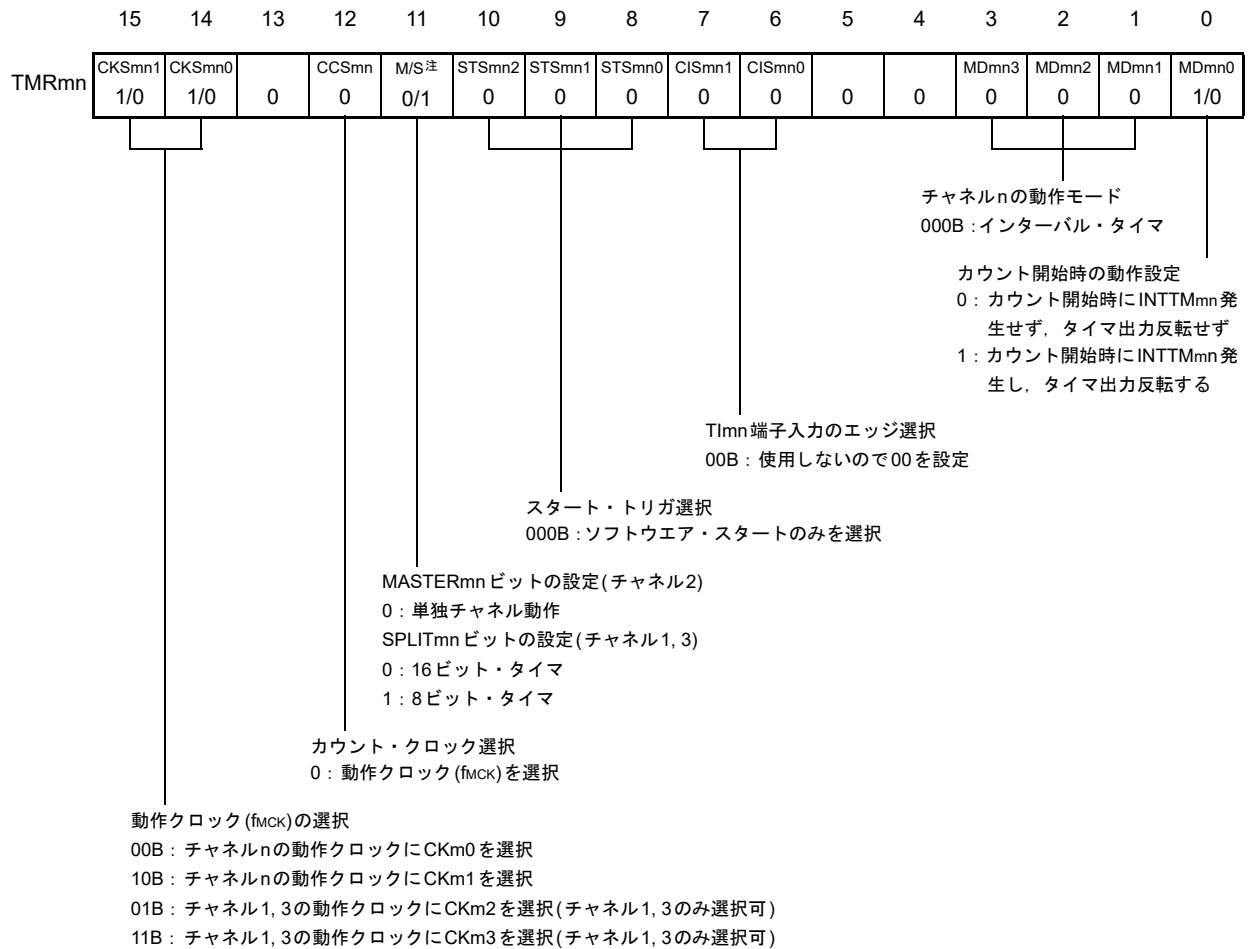 15 14 13 12 11 10 9 8 7 6 5 4 3 2 1 0
TMRmn
CKSmn1 CKSmn0 CCSmn M/S注 STSmn2 STSmn1 STSmn0 CISmn1 CISmn0 MDmn3 MDmn2 MDmn1 MDmn0
1/0 1/0 0 0 0/1 0 0 0 0 0 0 0 0 0 0 1/0
チャネルnの動作モード
000B：インターバル・タイマ
カウント開始時の動作設定
0：カウント開始時にINTTMmn発
生せず，タイマ出力反転せず
1：カウント開始時にINTTMmn発
生し，タイマ出力反転する
TImn端子入力のエッジ選択
00B：使用しないので00を設定
スタート・トリガ選択
000B：ソフトウエア・スタートのみを選択
MASTERmnビットの設定(チャネル2)
0：単独チャネル動作
SPLITmnビットの設定(チャネル1, 3)
0：16ビット・タイマ
1：8ビット・タイマ
カウント・クロック選択
0：動作クロック(fMCK)を選択
動作クロック(fMCK)の選択
00B：チャネルnの動作クロックにCKm0を選択
10B：チャネルnの動作クロックにCKm1を選択
01B：チャネル1, 3の動作クロックにCKm2を選択(チャネル1, 3のみ選択可)
11B：チャネル1, 3の動作クロックにCKm3を選択(チャネル1, 3のみ選択可)